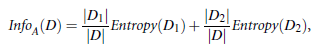 Info_A(D) = |D_1|/|D| Entropy(D_1) + |D_2|/|D| Entropy(D_2),